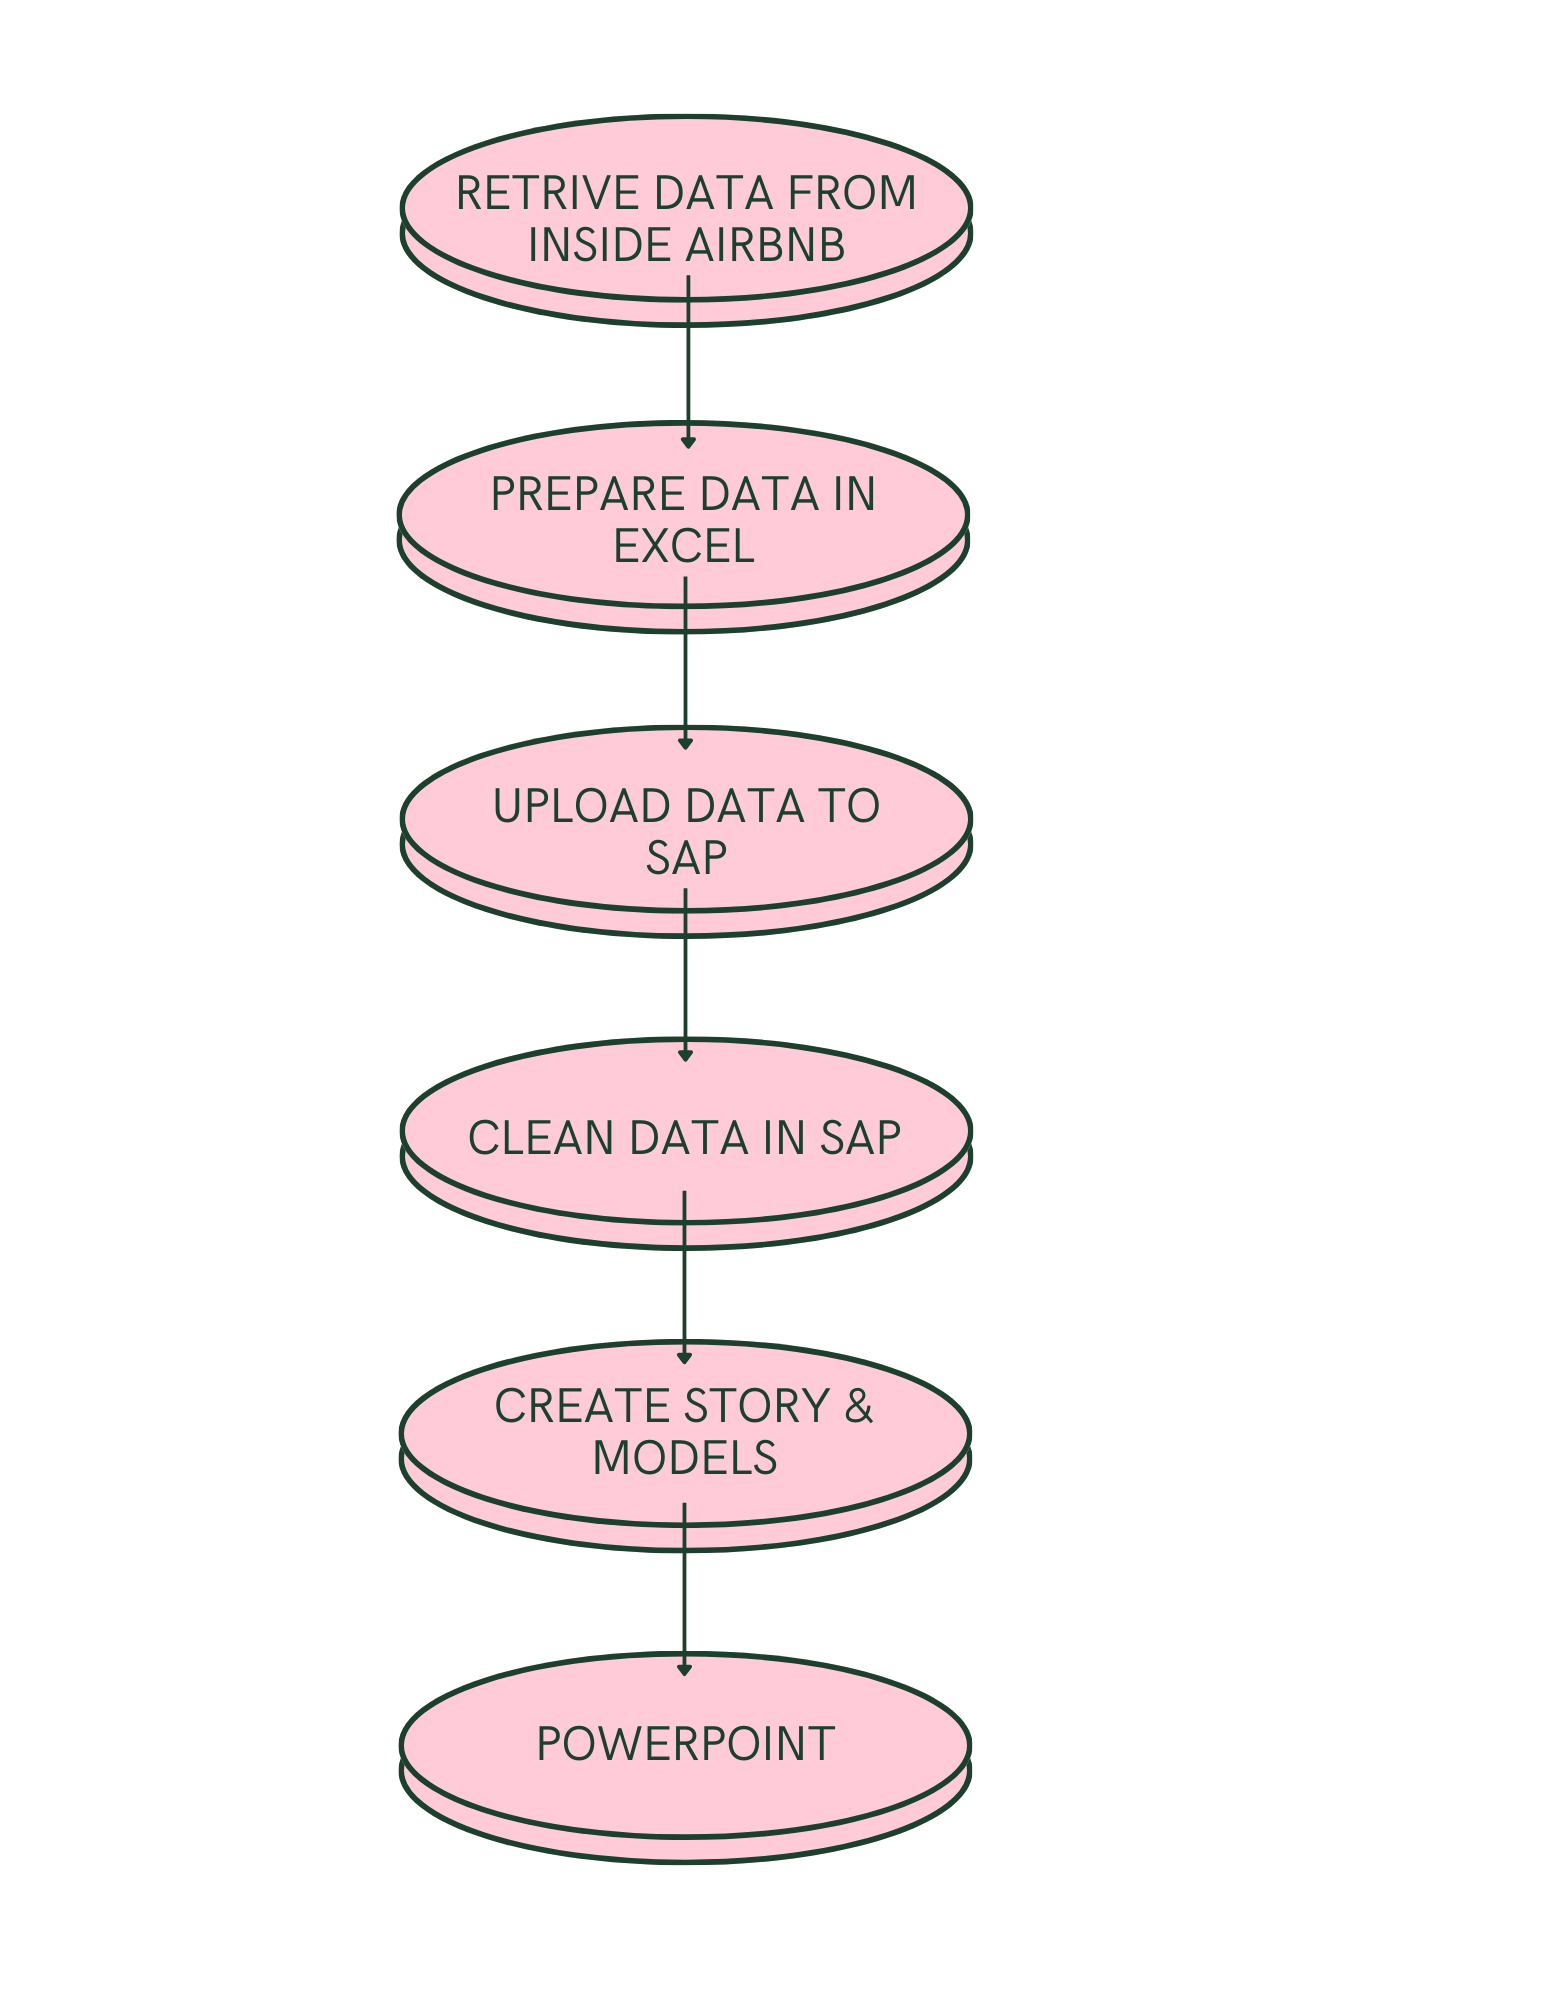 RETRIVE DATA FROM
INSIDE AIRBNB
PREPARE DATA IN
EXCEL
UPLOAD DATA TO
SAP
CLEAN DATA IN SAP
CREATE STORY &
MODELS
POWERPOINT